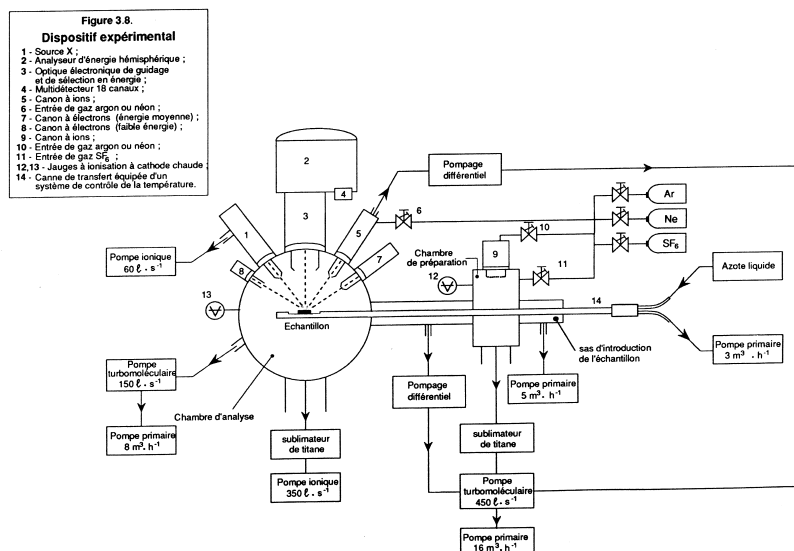 Figure 3.8.
Dispositif expérimental
1 - Source X ;
2 - Analyseur d'énergie hémisphérique ;
3 - Optique électronique de guidage
et de sélection en énergie ;
4 - Multidétecteur 18 canaux ;
5 - Canon à ions ;
6 - Entrée de gaz argon ou néon ;
7 - Canon à électrons (énergie moyenne) ;
8 - Canon à électrons (faible énergie) ;
9 - Canon à ions ;
10 - Entrée de gaz argon ou néon ;
11 - Entrée de gaz SF6 ;
12,13 - Jauges à ionisation à cathode chaude ;
14 - Canne de transfert équipée d'un
système de contrôle de la température.
2
4
3
1
5
7
8
Pompage
différentiel
6
Ar
Ne
SF6
10
9
11
Chambre
de préparation
12
13
14
Pompe ionique
60 ℓ . s-1
Azote liquide
Echantillon
sas d'introduction
de l'échantillon
Pompe primaire
3 m3 . h-1
Pompe
turbomoléculaire
150 ℓ . s-1
Pompage
différentiel
Pompe primaire
5 m3 . h-1
Chambre d'analyse
Pompe primaire
8 m3 . h-1
sublimateur
de titane
sublimateur
de titane
Pompe ionique
350 ℓ . s-1
Pompe
turbomoléculaire
450 ℓ . s-1
Pompe primaire
16 m3 . h-1